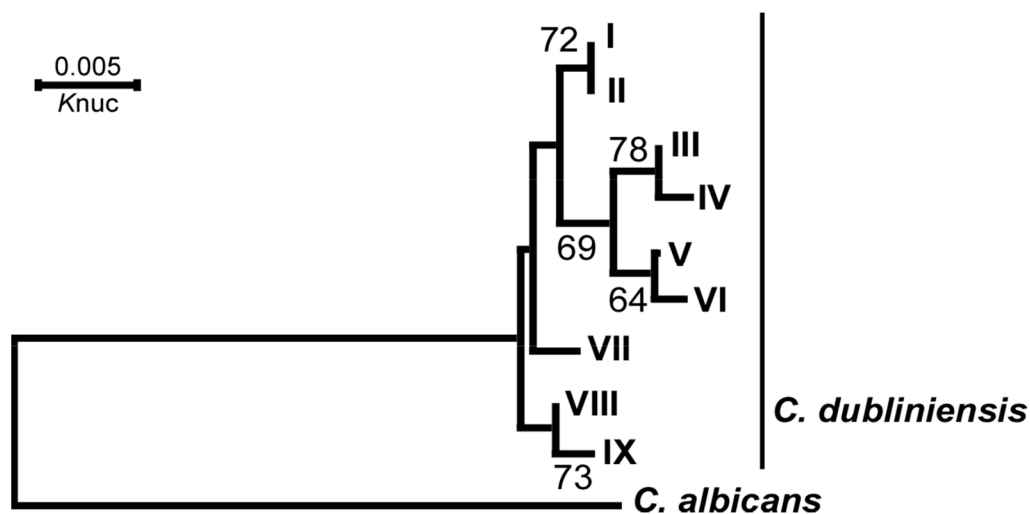 0.005
Knuc
72
I
II
78
III
IV
69
V
64
VI
VII
VIII
IX
73
C. dubliniensis
C. albicans